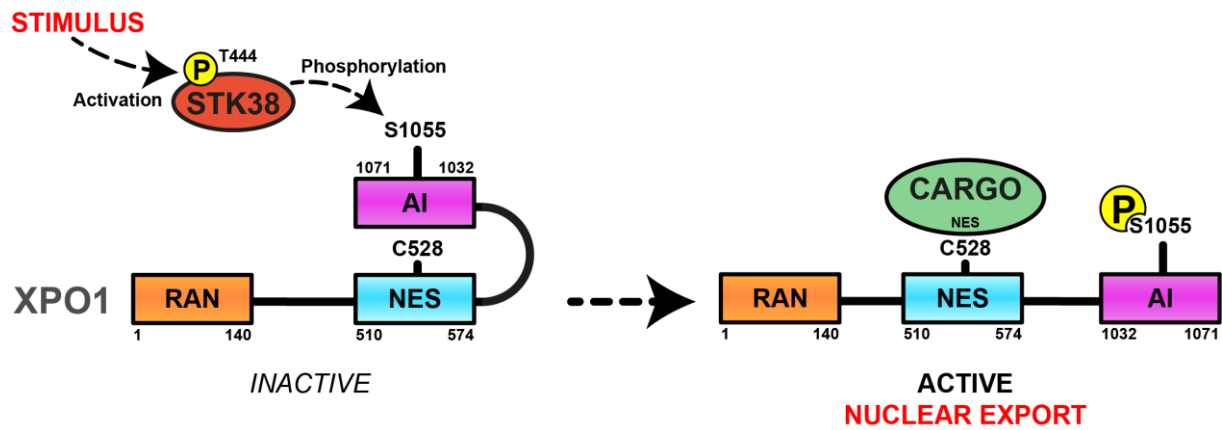 STIMULUS
P T444
Activation
STK38
Phosphorylation
S1055
1071 1032
AI
C528
XPO1
RAN
NES
1 140 510 574
INACTIVE
CARGO
NES
P
S1055
C528
RAN
NES
AI
1 140 510 574 1032 1071
ACTIVE
NUCLEAR EXPORT